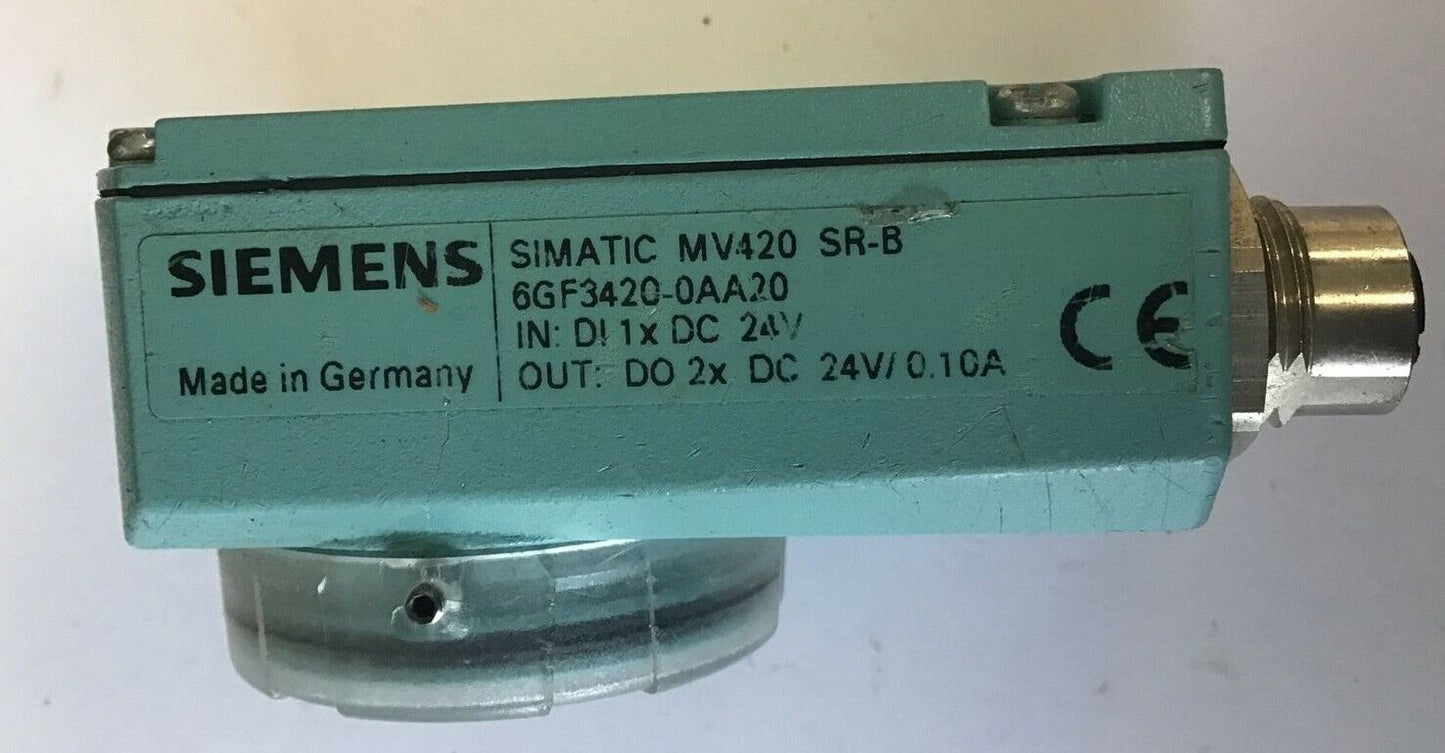 SIEMENS
Made in Germany
SIMATIC MV420 SR-B
6GF3420-0AA20
IN: DI 1x DC 24V
OUT: DO 2x DC 24V/ 0.10A
CE